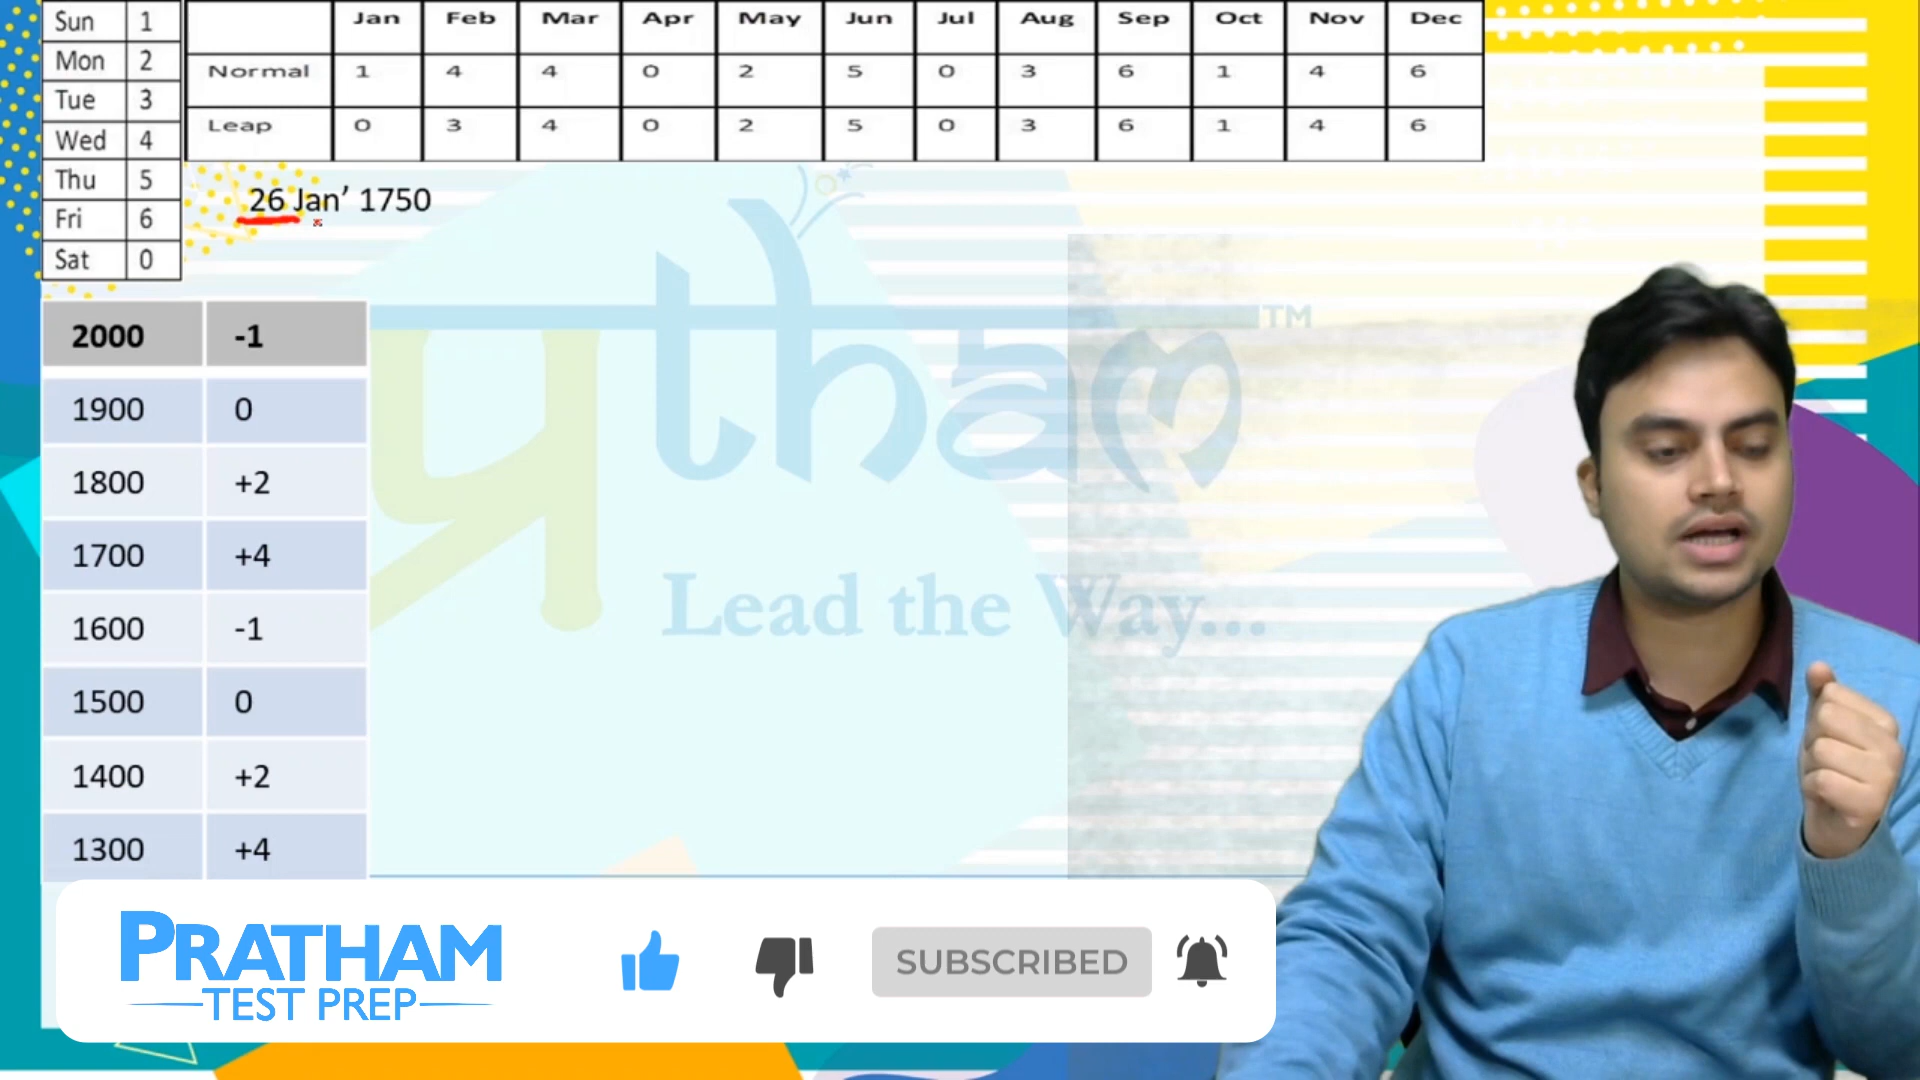 Sun 1
Mon 2
Tue 3
Wed 4
Thu 5
Fri 6
Sat 0
Jan Feb Mar Apr May Jun Jul Aug Sep Oct Nov Dec
Normal 1 4 4 0 2 5 0 3 6 1 4 6
Leap 0 3 4 0 2 5 0 3 6 1 4 6
26 Jan’ 1750
2000 -1
1900 0
1800 +2
1700 +4
1600 -1
1500 0
1400 +2
1300 +4
प्रtham TM
Lead the Way...
PRATHAM
TEST PREP
SUBSCRIBED